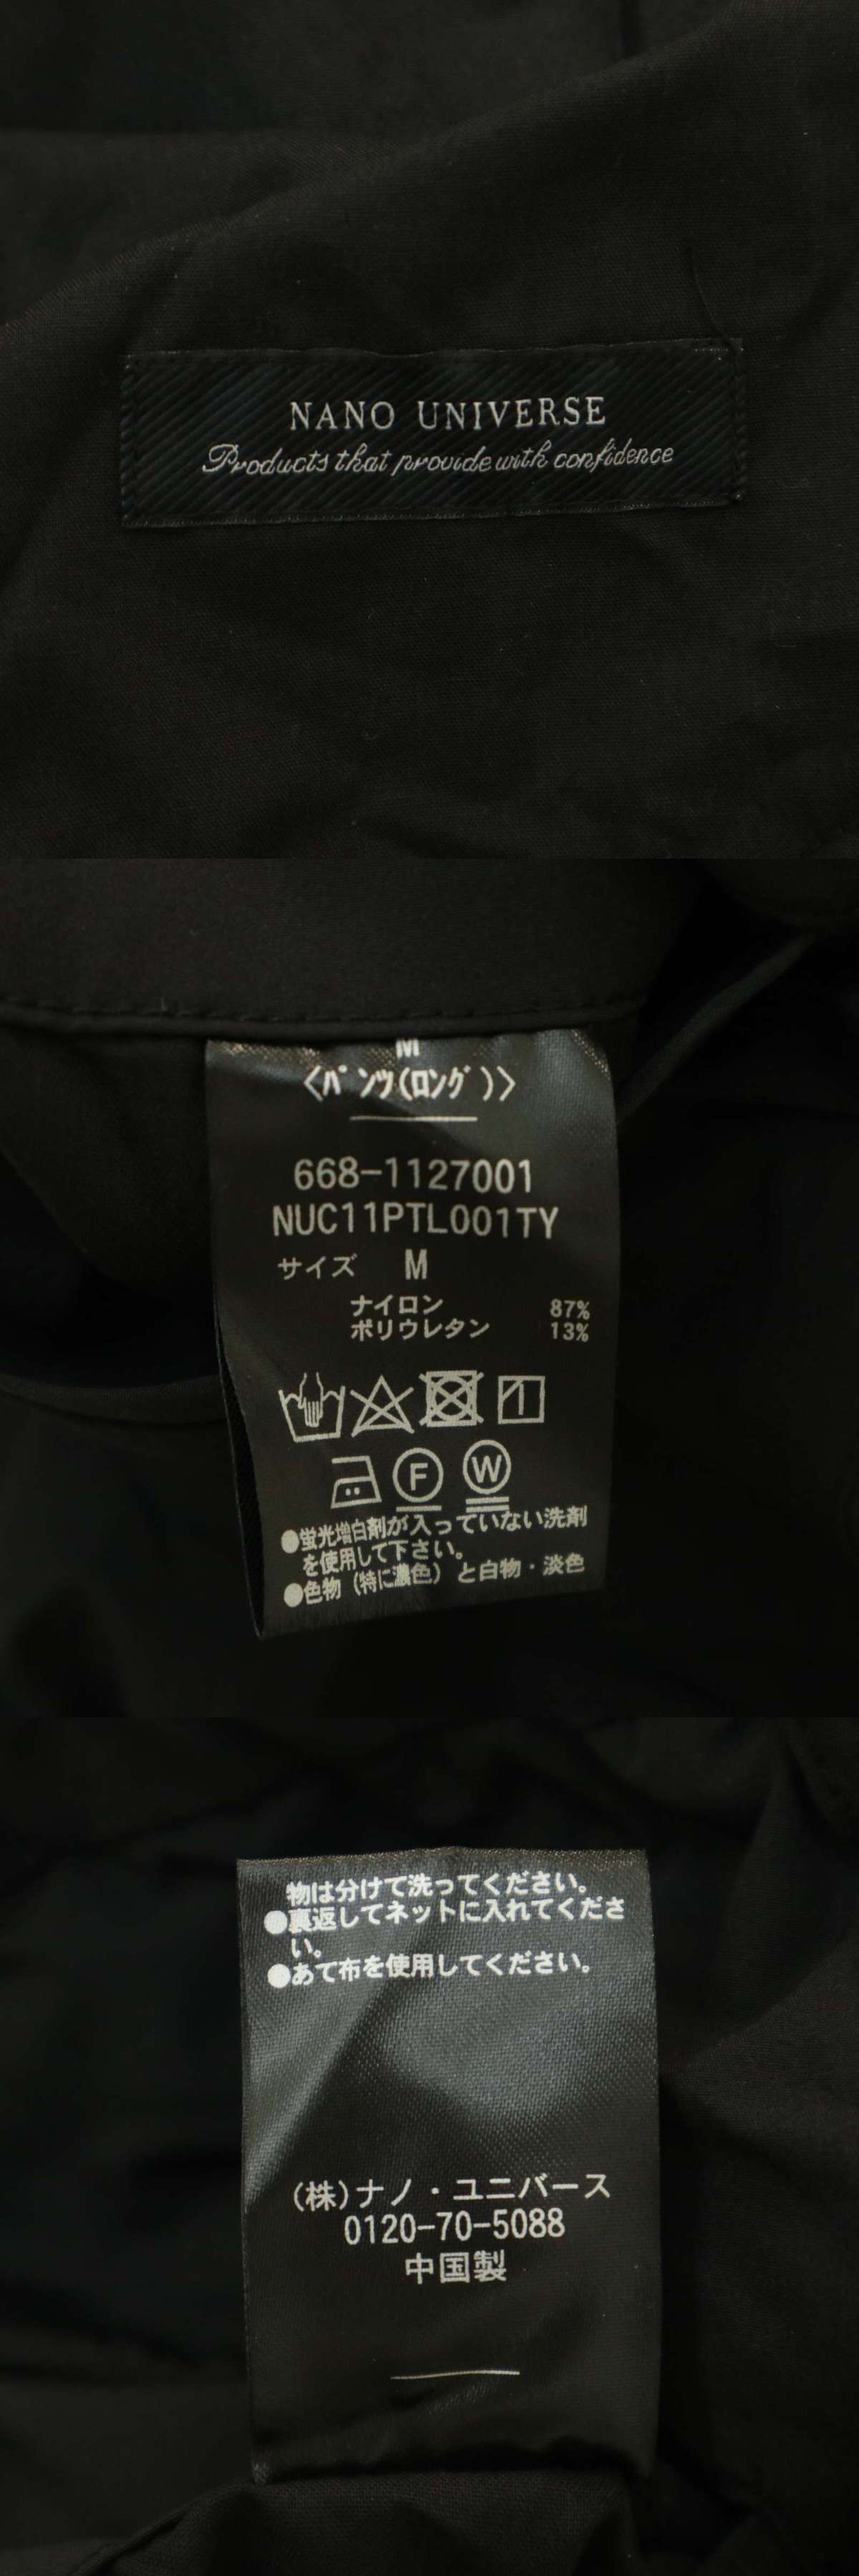 NANO UNIVERSE
Products that provide with confidence
M
〈パンツ(ロング)〉
668-1127001
NUC11PTL001TY
サイズ M
ナイロン 87%
ポリウレタン 13%
F W
●蛍光増白剤が入っていない洗剤
を使用して下さい。
●色物（特に濃色）と白物・淡色
物は分けて洗ってください。
●裏返してネットに入れてくださ
い。
●あて布を使用してください。
(株)ナノ・ユニバース
0120-70-5088
中国製